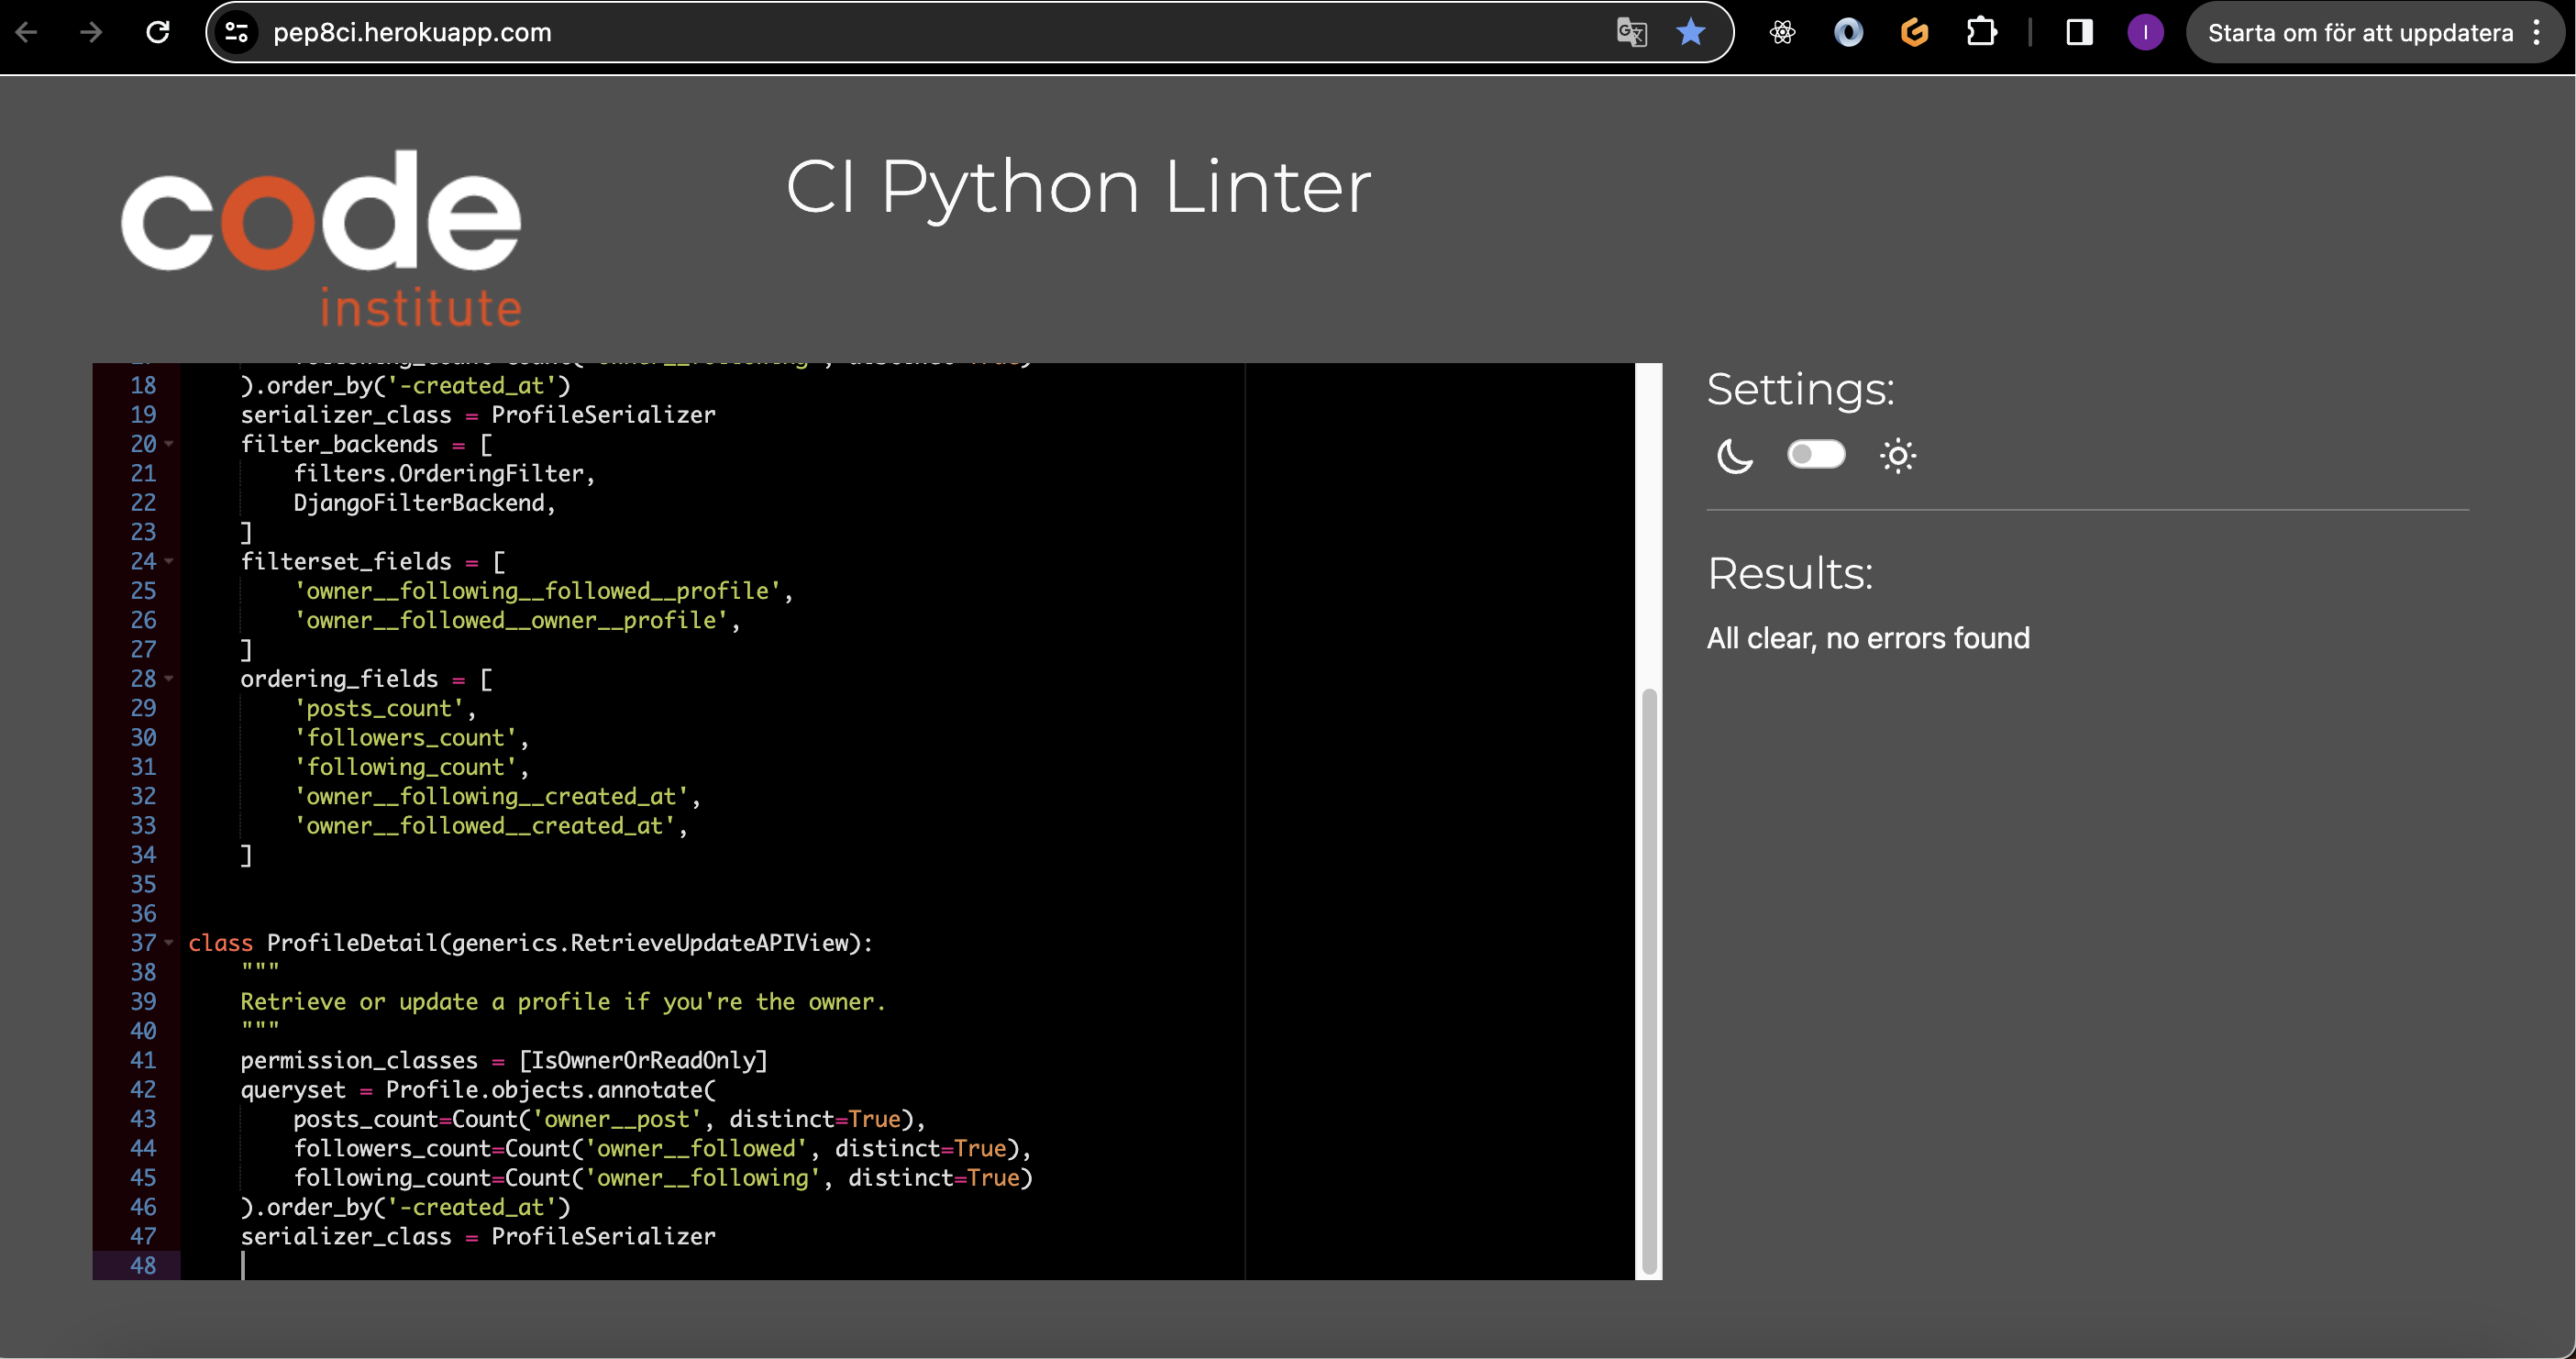 pep8ci.herokuapp.com
Starta om för att uppdatera
code
institute
CI Python Linter
18 ).order_by('-created_at')
19 serializer_class = ProfileSerializer
20 filter_backends = [
21 filters.OrderingFilter,
22 DjangoFilterBackend,
23 ]
24 filterset_fields = [
25 'owner__following__followed__profile',
26 'owner__followed__owner__profile',
27 ]
28 ordering_fields = [
29 'posts_count',
30 'followers_count',
31 'following_count',
32 'owner__following__created_at',
33 'owner__followed__created_at',
34 ]
35
36
37 class ProfileDetail(generics.RetrieveUpdateAPIView):
38 """
39 Retrieve or update a profile if you're the owner.
40 """
41 permission_classes = [IsOwnerOrReadOnly]
42 queryset = Profile.objects.annotate(
43 posts_count=Count('owner__post', distinct=True),
44 followers_count=Count('owner__followed', distinct=True),
45 following_count=Count('owner__following', distinct=True)
46 ).order_by('-created_at')
47 serializer_class = ProfileSerializer
48
Settings:
Results:
All clear, no errors found